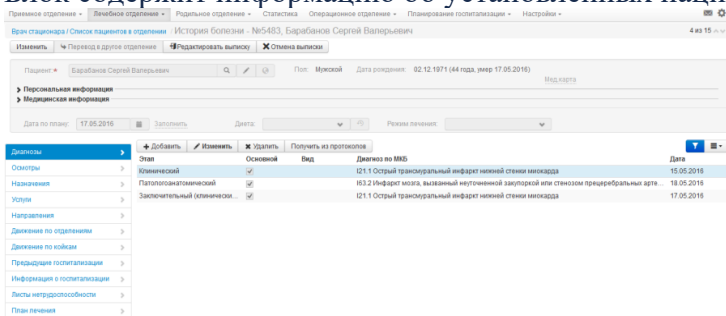 Блок содержит информацию об установленных
Приемное отделение Лечебное отделение Родильное отделение Статистика Операционное отделение Планирование госпитализации Настройки
Врач стационара / Список пациентов в отделении / История болезни - №5483, Барабанов Сергей Валерьевич 4 из 15
Изменить Перевод в другое отделение Редактировать выписку Отмена выписки
Пациент * Барабанов Сергей Валерьевич Пол: Мужской Дата рождения: 02.12.1971 (44 года, умер 17.05.2016)
Мед.карта
Персональная информация
Медицинская информация
Дата по плану: 17.05.2016 Заполнить Диета: Режим лечения:
Диагнозы
Осмотры
Назначения
Услуги
Направления
Движение по отделениям
Движение по койкам
Предыдущие госпитализации
Информация о госпитализации
Листы нетрудоспособности
План лечения
Добавить Изменить Удалить Получить из протоколов
Этап Основной Вид Диагноз по МКБ Дата
Клинический I21.1 Острый трансмуральный инфаркт нижней стенки миокарда 15.05.2016
Патологоанатомический I63.2 Инфаркт мозга, вызванный неуточненной закупоркой или стенозом прецеребральных арте... 18.05.2016
Заключительный (клинически... I21.1 Острый трансмуральный инфаркт нижней стенки миокарда 17.05.2016